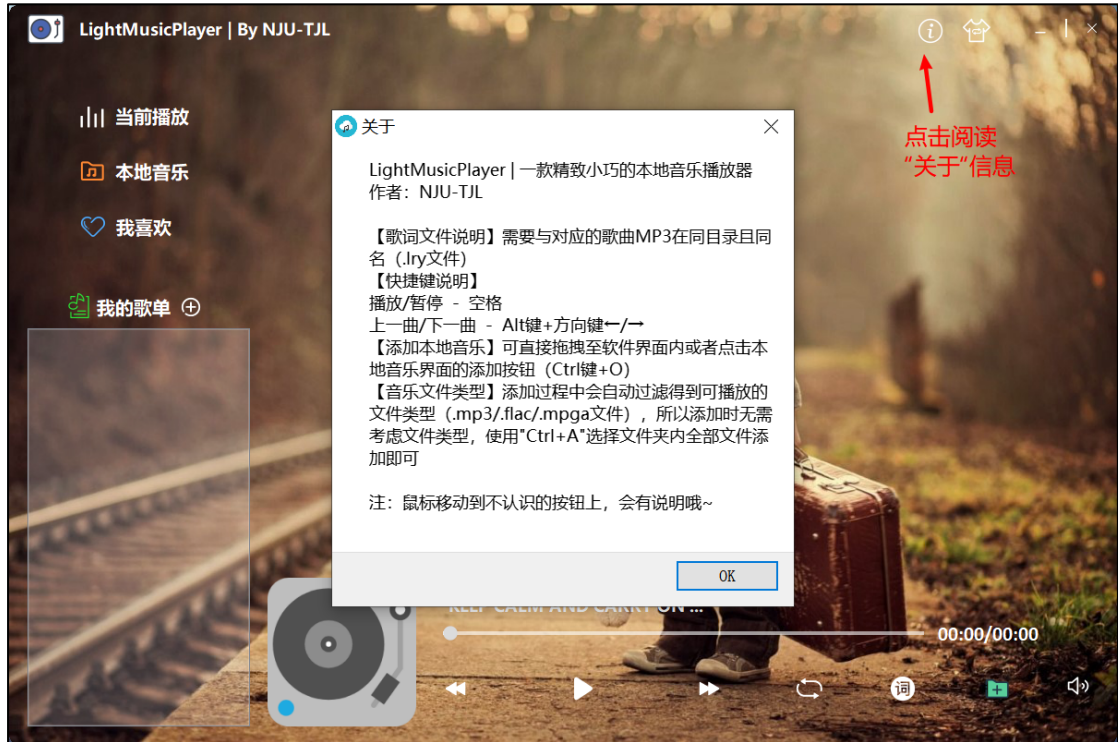 LightMusicPlayer | By NJU-TJL
当前播放
本地音乐
我喜欢
我的歌单
点击阅读
“关于“信息
关于
LightMusicPlayer | 一款精致小巧的本地音乐播放器
作者：NJU-TJL
【歌词文件说明】需要与对应的歌曲MP3在同目录且同
名（.lry文件）
【快捷键说明】
播放/暂停 - 空格
上一曲/下一曲 - Alt键+方向键←/→
【添加本地音乐】可直接拖拽至软件界面内或者点击本
地音乐界面的添加按钮（Ctrl键+O）
【音乐文件类型】添加过程中会自动过滤得到可播放的
文件类型（.mp3/.flac/.mpga文件），所以添加时无需
考虑文件类型，使用"Ctrl+A"选择文件夹内全部文件添
加即可
注：鼠标移动到不认识的按钮上，会有说明哦~
OK
KEEP CALM AND CARRY ON ...
00:00/00:00
词